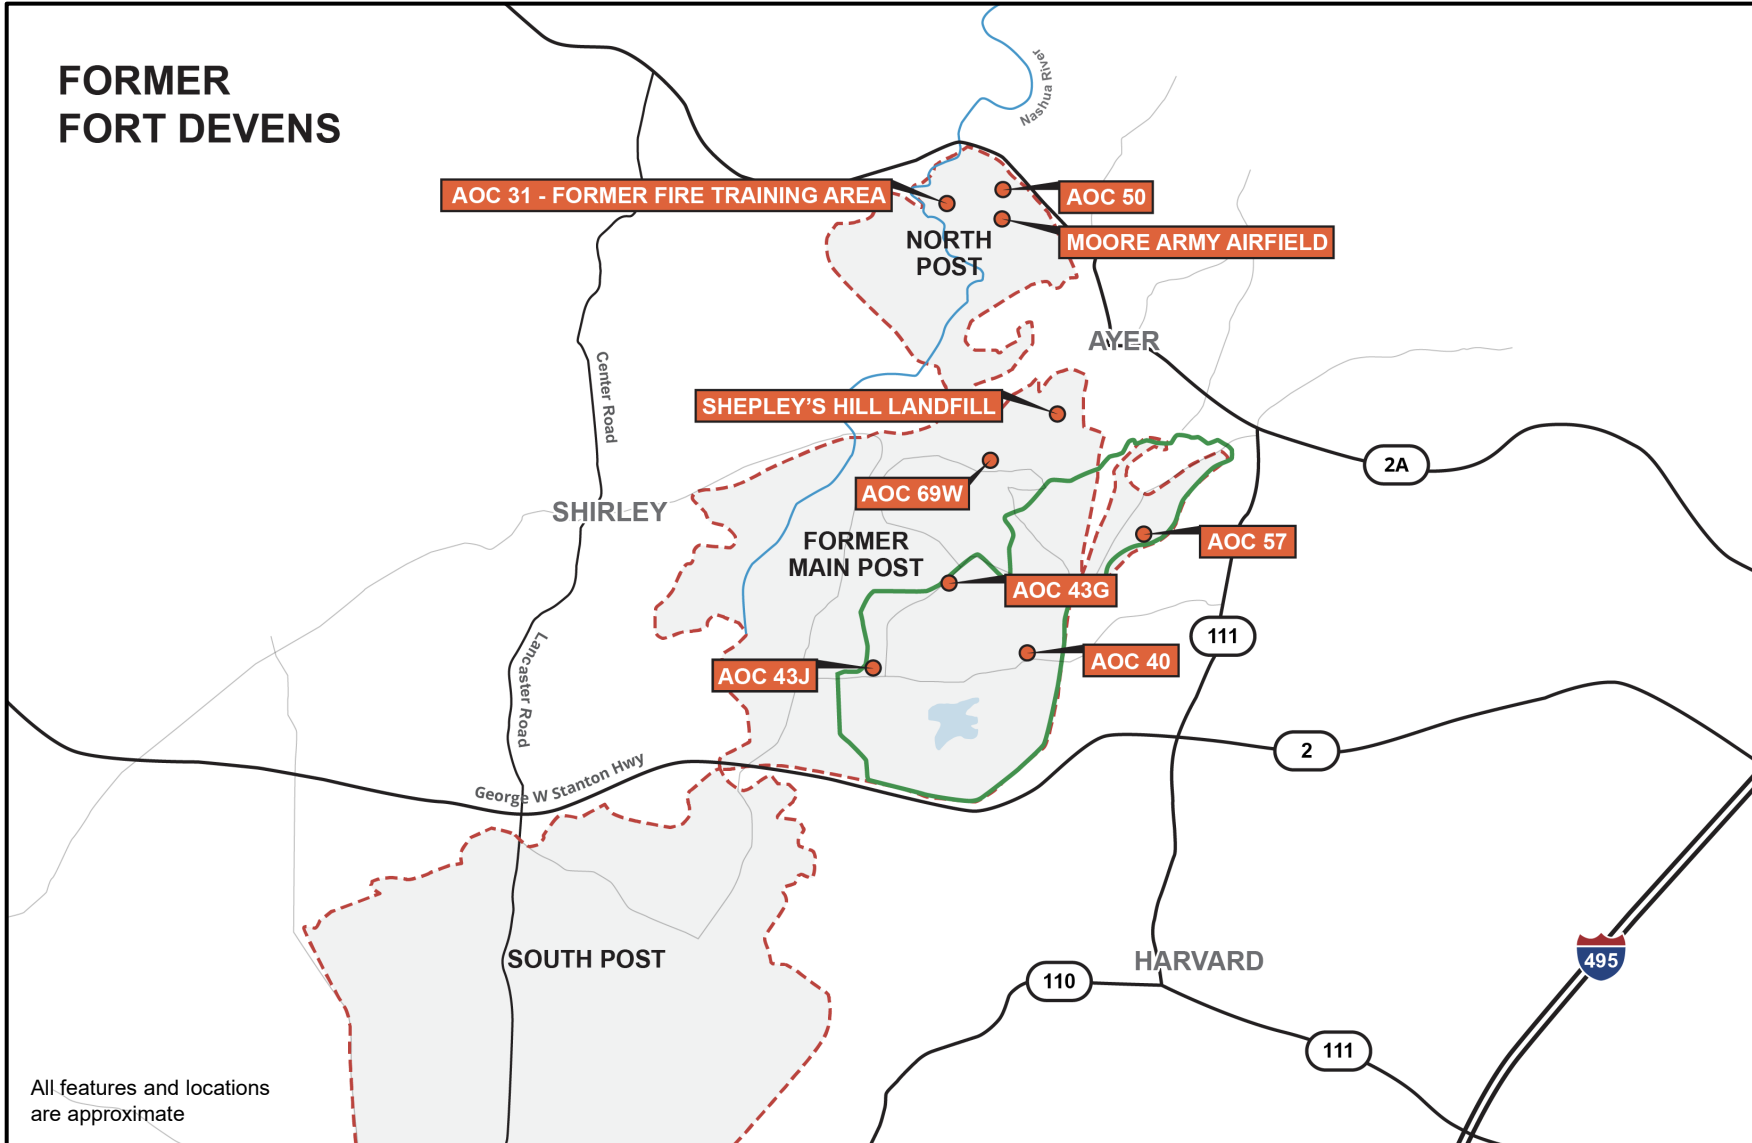 FORMER
FORT DEVENS
Nashua River
AOC 31 - FORMER FIRE TRAINING AREA
AOC 50
MOORE ARMY AIRFIELD
NORTH
POST
AYER
Center Road
SHEPLEY'S HILL LANDFILL
2A
AOC 69W
SHIRLEY
FORMER
MAIN POST
AOC 57
AOC 43G
111
AOC 40
AOC 43J
Lancaster Road
2
George W Stanton Hwy
SOUTH POST
HARVARD
495
110
111
All features and locations
are approximate